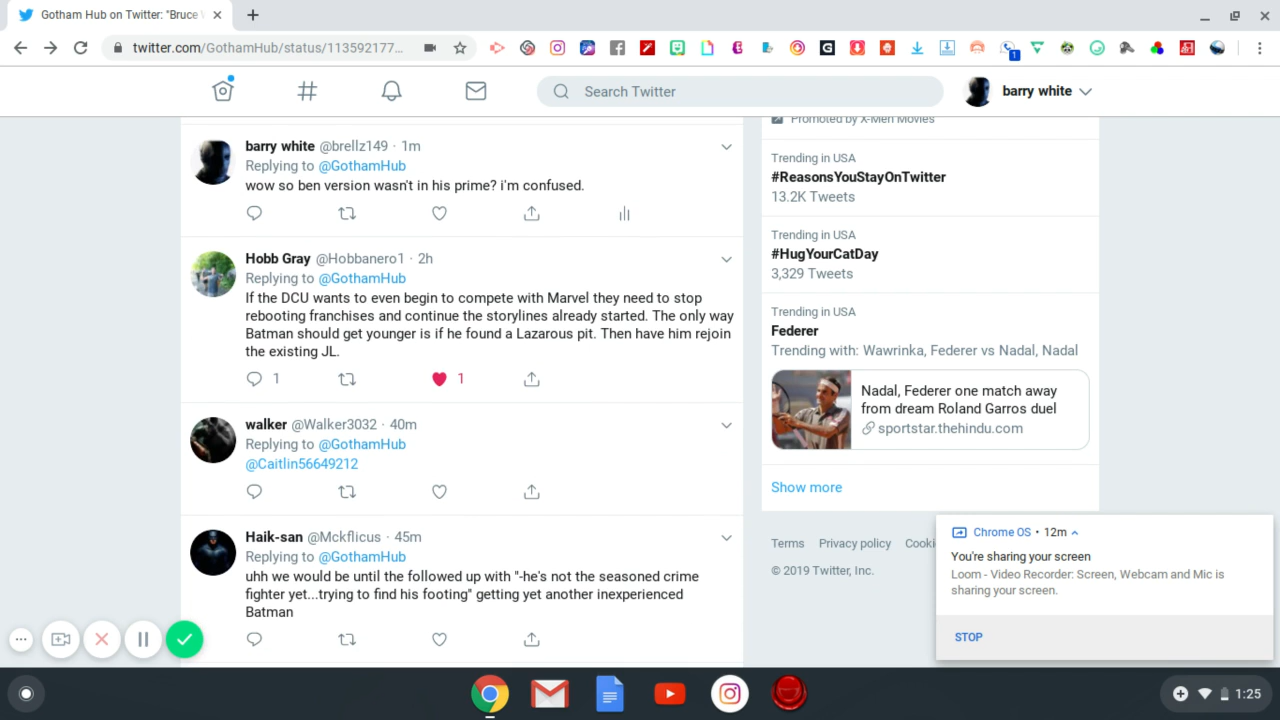 Gotham Hub on Twitter: "Bruce
twitter.com/GothamHub/status/113592177...
1
Search Twitter
barry white
barry white @brellz149 · 1m
Replying to @GothamHub
wow so ben version wasn't in his prime? i'm confused.
Hobb Gray @Hobbanero1 · 2h
Replying to @GothamHub
If the DCU wants to even begin to compete with Marvel they need to stop
rebooting franchises and continue the storylines already started. The only way
Batman should get younger is if he found a Lazarous pit. Then have him rejoin
the existing JL.
1 1
walker @Walker3032 · 40m
Replying to @GothamHub
@Caitlin56649212
Haik-san @Mckflicus · 45m
Replying to @GothamHub
uhh we would be until the followed up with "-he's not the seasoned crime
fighter yet...trying to find his footing" getting yet another inexperienced
Batman
Promoted by X-Men Movies
Trending in USA
#ReasonsYouStayOnTwitter
13.2K Tweets
Trending in USA
#HugYourCatDay
3,329 Tweets
Trending in USA
Federer
Trending with: Wawrinka, Federer vs Nadal, Nadal
Nadal, Federer one match away
from dream Roland Garros duel
sportstar.thehindu.com
Show more
Terms Privacy policy Cooki
© 2019 Twitter, Inc.
Chrome OS · 12m
You're sharing your screen
Loom - Video Recorder: Screen, Webcam and Mic is
sharing your screen.
STOP
1:25